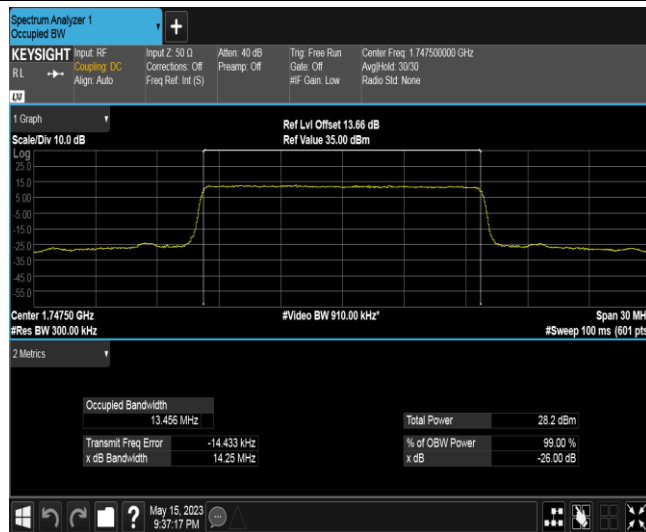 Spectrum Analyzer 1
Occupied BW
KEYSIGHT
RL
LXI
Input: RF
Coupling: DC
Align: Auto
Input Z: 50 Ω
Corrections: Off
Freq Ref: Int (S)
Atten: 40 dB
Preamp: Off
Trig: Free Run
Gate: Off
#IF Gain: Low
Center Freq: 1.747500000 GHz
Avg|Hold: 30/30
Radio Std: None
1 Graph
Scale/Div 10.0 dB
Ref Lvl Offset 13.66 dB
Ref Value 35.00 dBm
Log
25.0
15.0
5.00
-5.00
-15.0
-25.0
-35.0
-45.0
-55.0
Center 1.74750 GHz
#Res BW 300.00 kHz
#Video BW 910.00 kHz*
Span 30 MH
#Sweep 100 ms (601 pts
2 Metrics
Occupied Bandwidth
13.456 MHz
Transmit Freq Error -14.433 kHz
x dB Bandwidth 14.25 MHz
Total Power 28.2 dBm
% of OBW Power 99.00 %
x dB -26.00 dB
?
May 15, 2023
9:37:17 PM